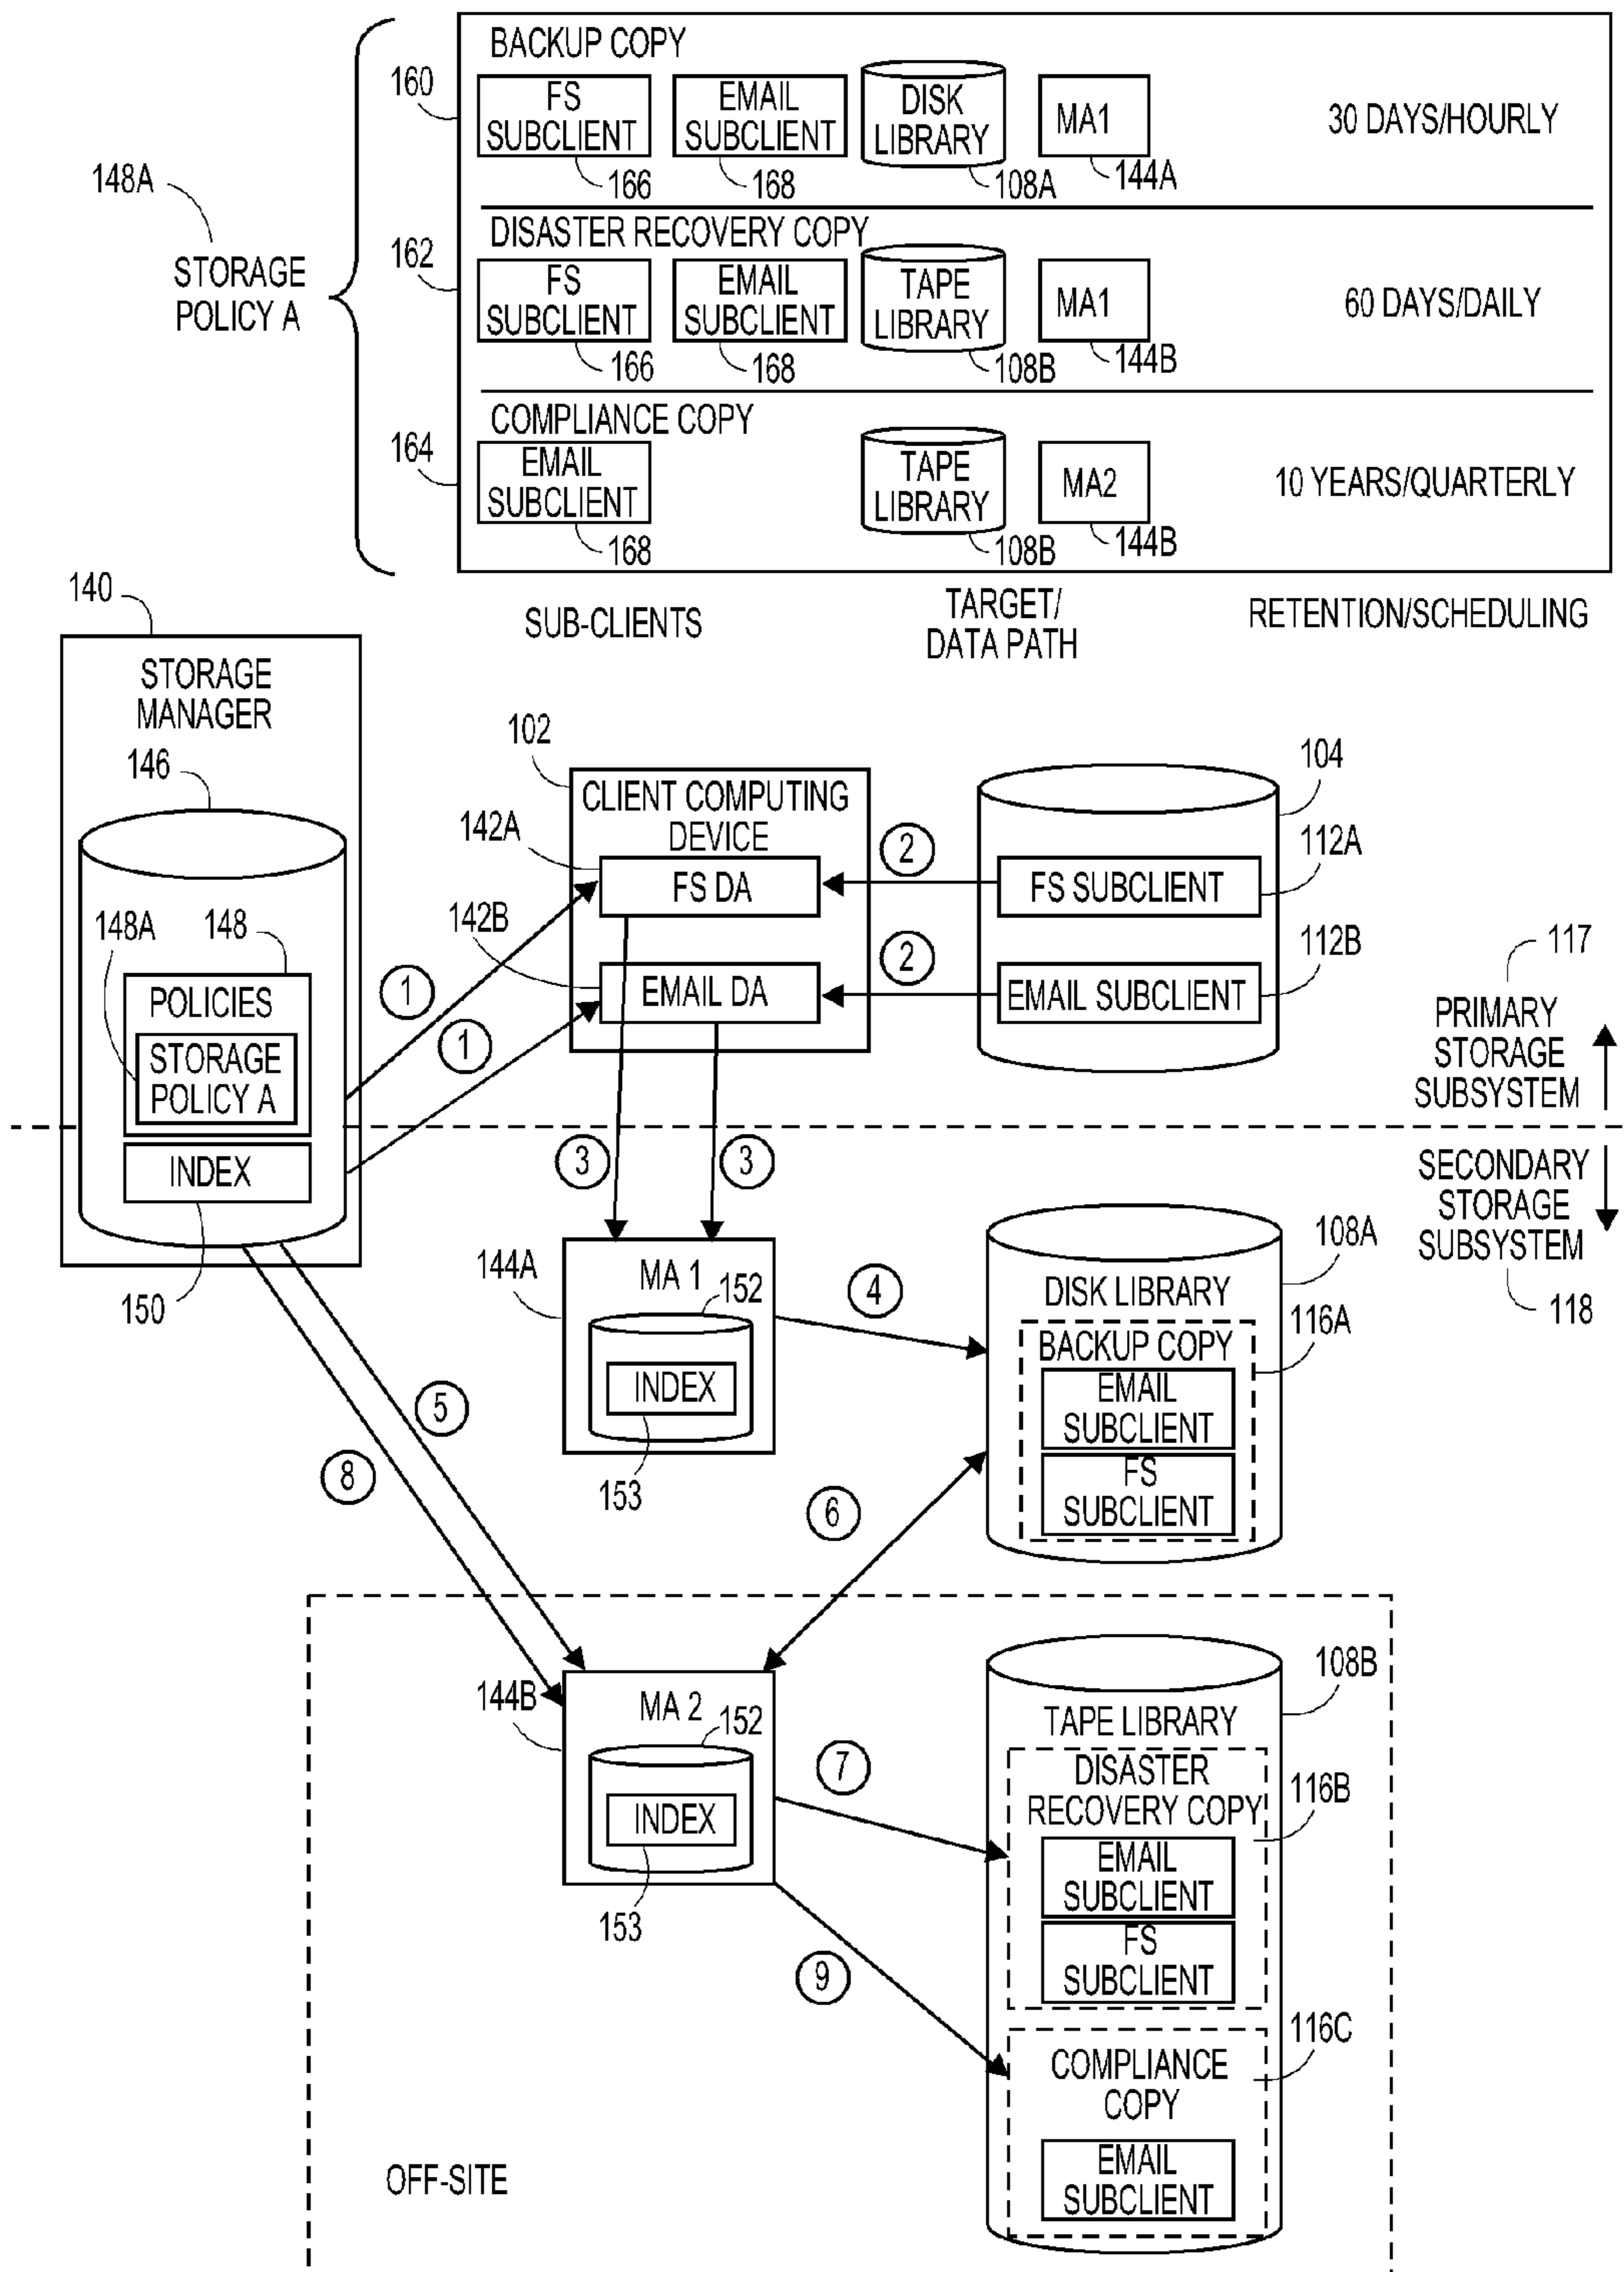 BACKUP COPY
160
FS
SUBCLIENT
EMAIL
SUBCLIENT
DISK
LIBRARY
MA1
30 DAYS/HOURLY
166
168
108A
144A
148A
STORAGE
POLICY A
DISASTER RECOVERY COPY
162
FS
SUBCLIENT
EMAIL
SUBCLIENT
TAPE
LIBRARY
MA1
60 DAYS/DAILY
166
168
108B
144B
COMPLIANCE COPY
164
EMAIL
SUBCLIENT
TAPE
LIBRARY
MA2
10 YEARS/QUARTERLY
168
108B
144B
SUB-CLIENTS
TARGET/
DATA PATH
RETENTION/SCHEDULING
140
STORAGE
MANAGER
146
148A
148
POLICIES
STORAGE
POLICY A
INDEX
150
102
CLIENT COMPUTING
DEVICE
142A
FS DA
142B
EMAIL DA
1
1
2
2
104
FS SUBCLIENT
112A
EMAIL SUBCLIENT
112B
117
PRIMARY
STORAGE
SUBSYSTEM
SECONDARY
STORAGE
SUBSYSTEM
118
3
3
144A
MA 1
152
INDEX
153
4
108A
DISK LIBRARY
116A
BACKUP COPY
EMAIL
SUBCLIENT
FS
SUBCLIENT
5
8
6
144B
MA 2
152
INDEX
153
7
9
108B
TAPE LIBRARY
DISASTER
RECOVERY COPY
116B
EMAIL
SUBCLIENT
FS
SUBCLIENT
116C
COMPLIANCE
COPY
EMAIL
SUBCLIENT
OFF-SITE